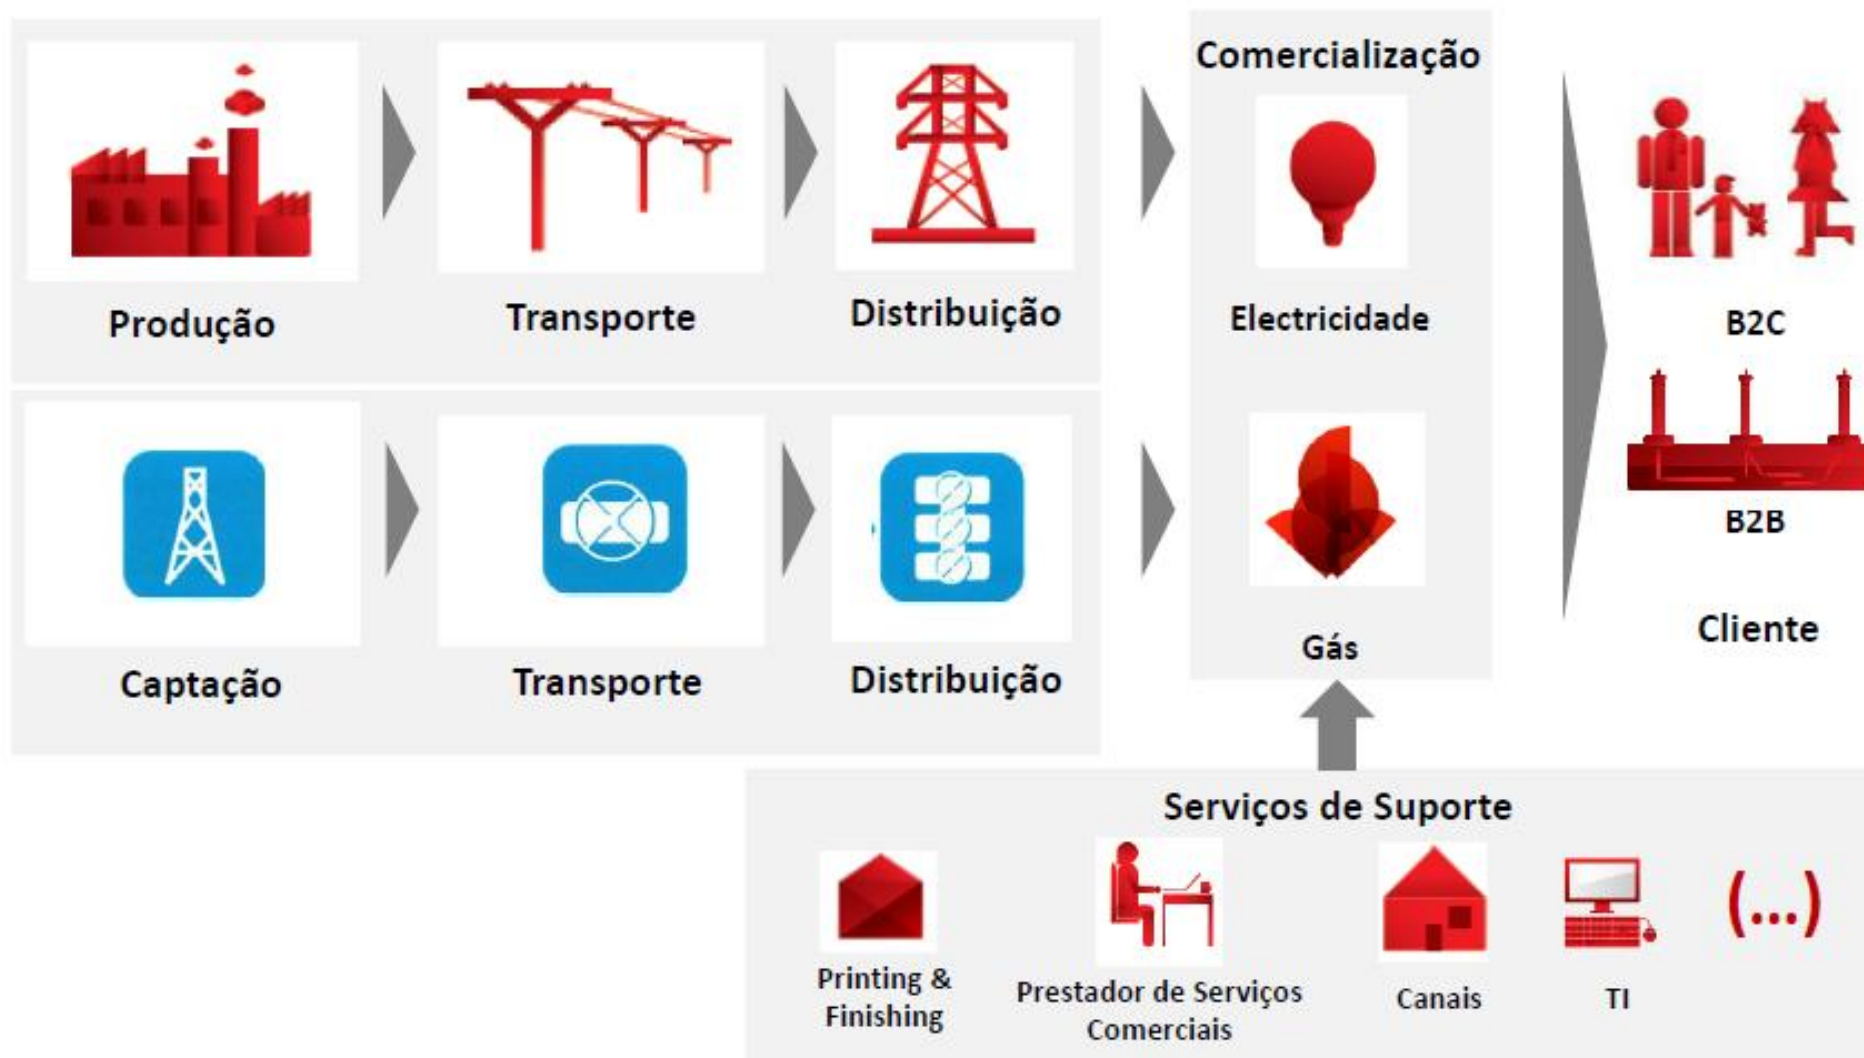 Comercialização
Produção
Transporte
Distribuição
Electricidade
B2C
B2B
Captação
Transporte
Distribuição
Gás
Cliente
Serviços de Suporte
Printing &
Finishing
Prestador de Serviços
Comerciais
Canais
TI
(...)